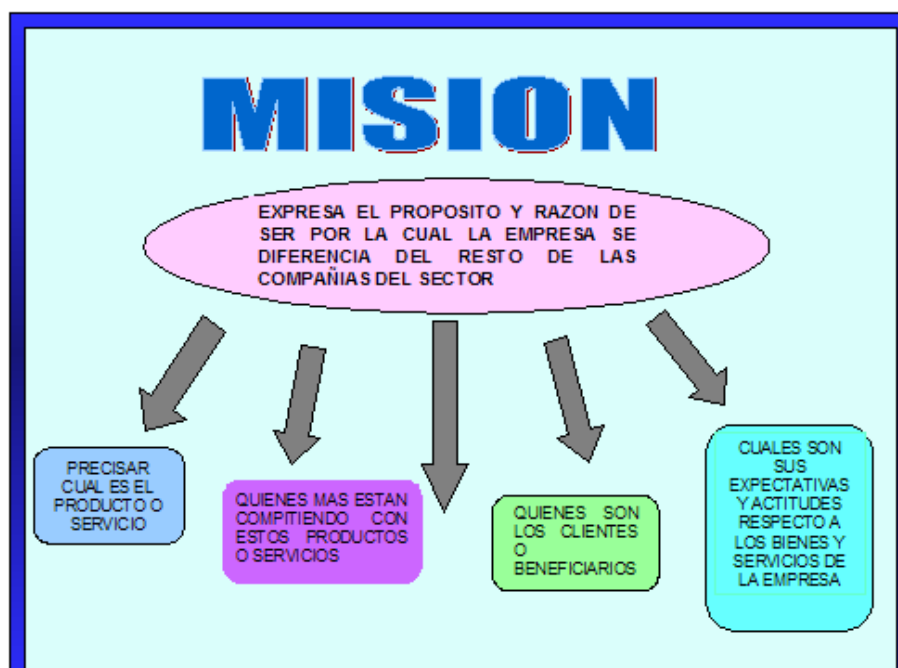 MISION
EXPRESA EL PROPOSITO Y RAZON DE
SER POR LA CUAL LA EMPRESA SE
DIFERENCIA DEL RESTO DE LAS
COMPAÑIAS DEL SECTOR
PRECISAR
CUAL ES EL
PRODUCTO O
SERVICIO
QUIENES MAS ESTAN
COMPITIENDO CON
ESTOS PRODUCTOS
O SERVICIOS
QUIENES SON
LOS CLIENTES
O
BENEFICIARIOS
CUALES SON
SUS
EXPECTATIVAS
Y ACTITUDES
RESPECTO A
LOS BIENES Y
SERVICIOS DE
LA EMPRESA